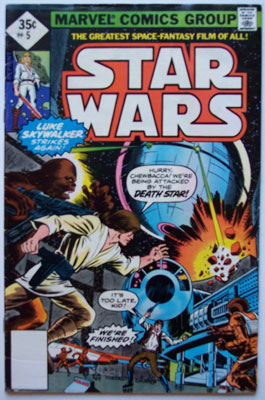 MARVEL COMICS GROUP
35¢
#5
THE GREATEST SPACE-FANTASY FILM OF ALL!
STAR
WARS
LUKE
SKYWALKER
STRIKES
AGAIN!
HURRY,
CHEWBACCA! WE'RE
BEING ATTACKED
BY THE
DEATH STAR!
IT'S
TOO LATE,
KID!
WE'RE
FINISHED!